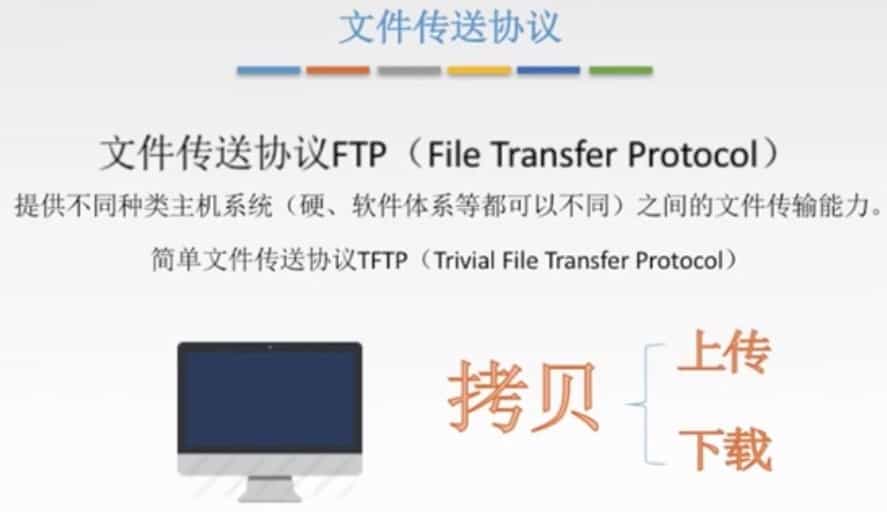 文件传送协议
文件传送协议FTP（File Transfer Protocol）
提供不同种类主机系统（硬、软件体系等都可以不同）之间的文件传输能力。
简单文件传送协议TFTP（Trivial File Transfer Protocol）
上传
拷贝
下载